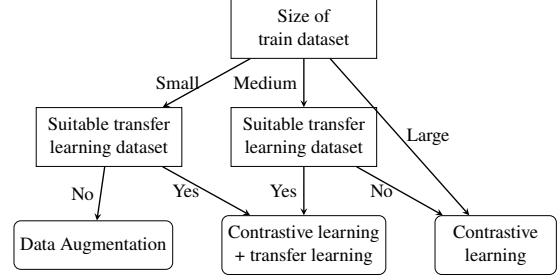 Size of
train dataset
Small
Medium
Large
Suitable transfer
learning dataset
Suitable transfer
learning dataset
No
Yes
Yes
No
Data Augmentation
Contrastive learning
+ transfer learning
Contrastive
learning